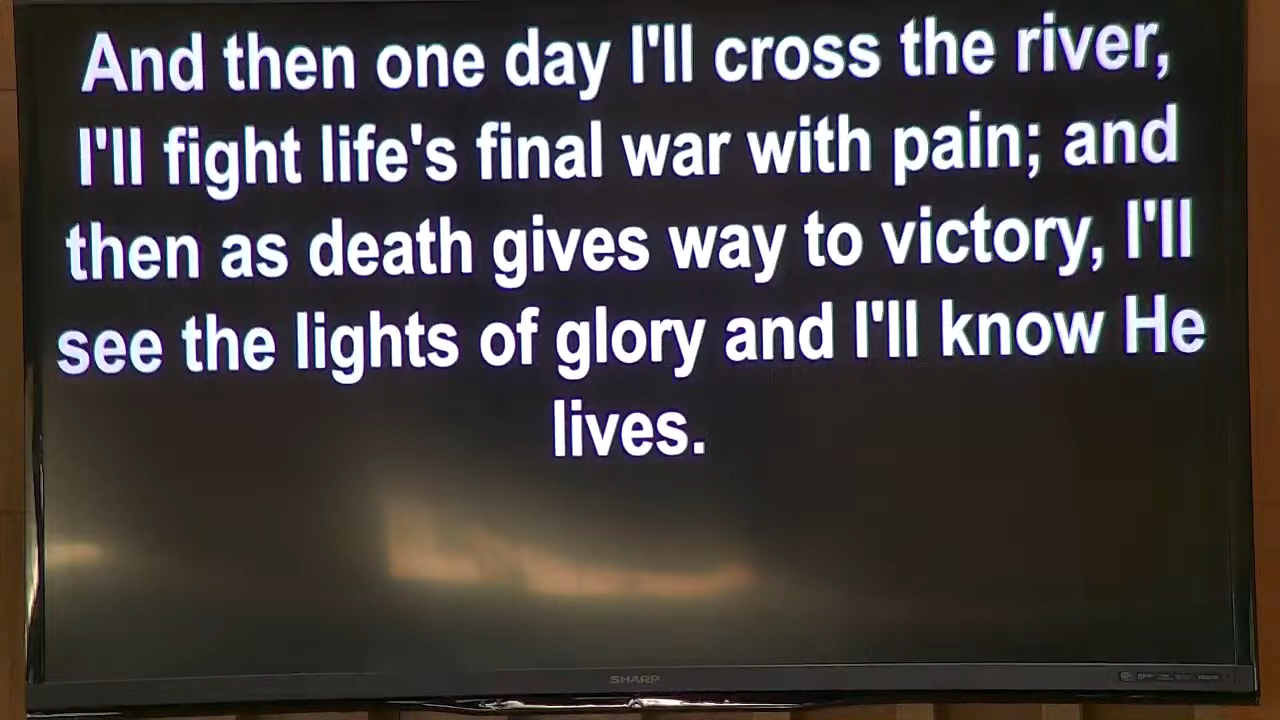 And then one day I'll cross the river,
I'll fight life's final war with pain; and
then as death gives way to victory, I'll
see the lights of glory and I'll know He
lives.
SHARP